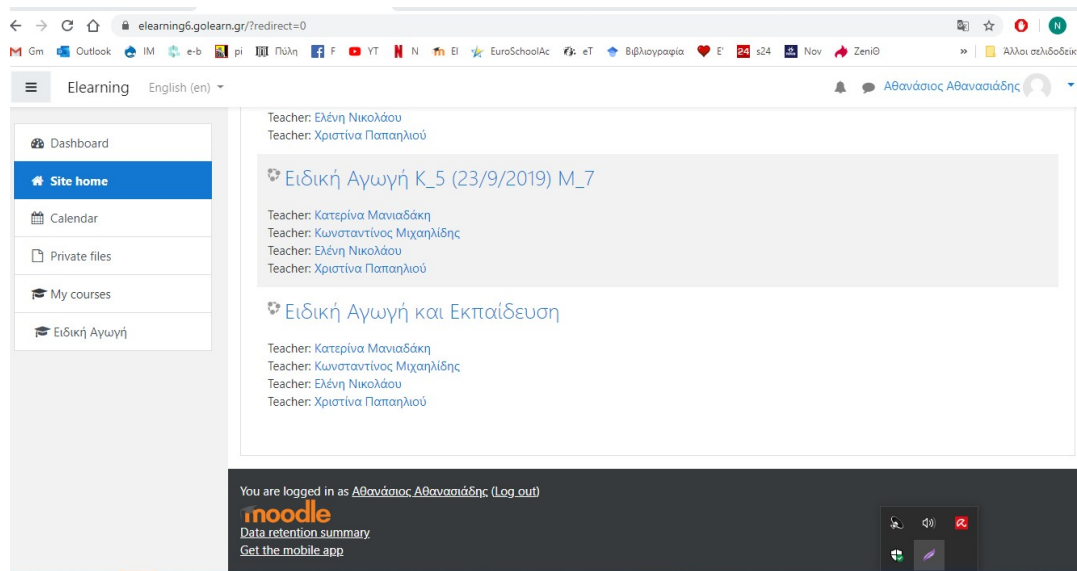 elearning6.golearn.gr/?redirect=0
N
Gm Outlook IM e-b pi Πύλη F YT N EI EuroSchoolAc eT Βιβλιογραφία E' 24 s24 Nov ZeniΘ » Άλλοι σελιδοδείκ
Elearning English (en) Αθανάσιος Αθανασιάδης
Dashboard
Site home
Calendar
Private files
My courses
Ειδική Αγωγή
Teacher: Ελένη Νικολάου
Teacher: Χριστίνα Παπαηλιού
Ειδική Αγωγή Κ_5 (23/9/2019) Μ_7
Teacher: Κατερίνα Μανιαδάκη
Teacher: Κωνσταντίνος Μιχαηλίδης
Teacher: Ελένη Νικολάου
Teacher: Χριστίνα Παπαηλιού
Ειδική Αγωγή και Εκπαίδευση
Teacher: Κατερίνα Μανιαδάκη
Teacher: Κωνσταντίνος Μιχαηλίδης
Teacher: Ελένη Νικολάου
Teacher: Χριστίνα Παπαηλιού
You are logged in as Αθανάσιος Αθανασιάδης (Log out)
moodle
Data retention summary
Get the mobile app